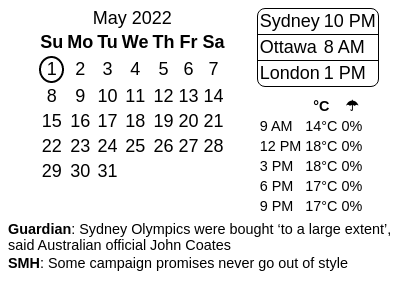 May 2022
Su Mo Tu We Th Fr Sa
1 2 3 4 5 6 7
8 9 10 11 12 13 14
15 16 17 18 19 20 21
22 23 24 25 26 27 28
29 30 31
Sydney 10 PM
Ottawa 8 AM
London 1 PM
°C ☂
9 AM 14°C 0%
12 PM 18°C 0%
3 PM 18°C 0%
6 PM 17°C 0%
9 PM 17°C 0%
Guardian: Sydney Olympics were bought ‘to a large extent’,
said Australian official John Coates
SMH: Some campaign promises never go out of style